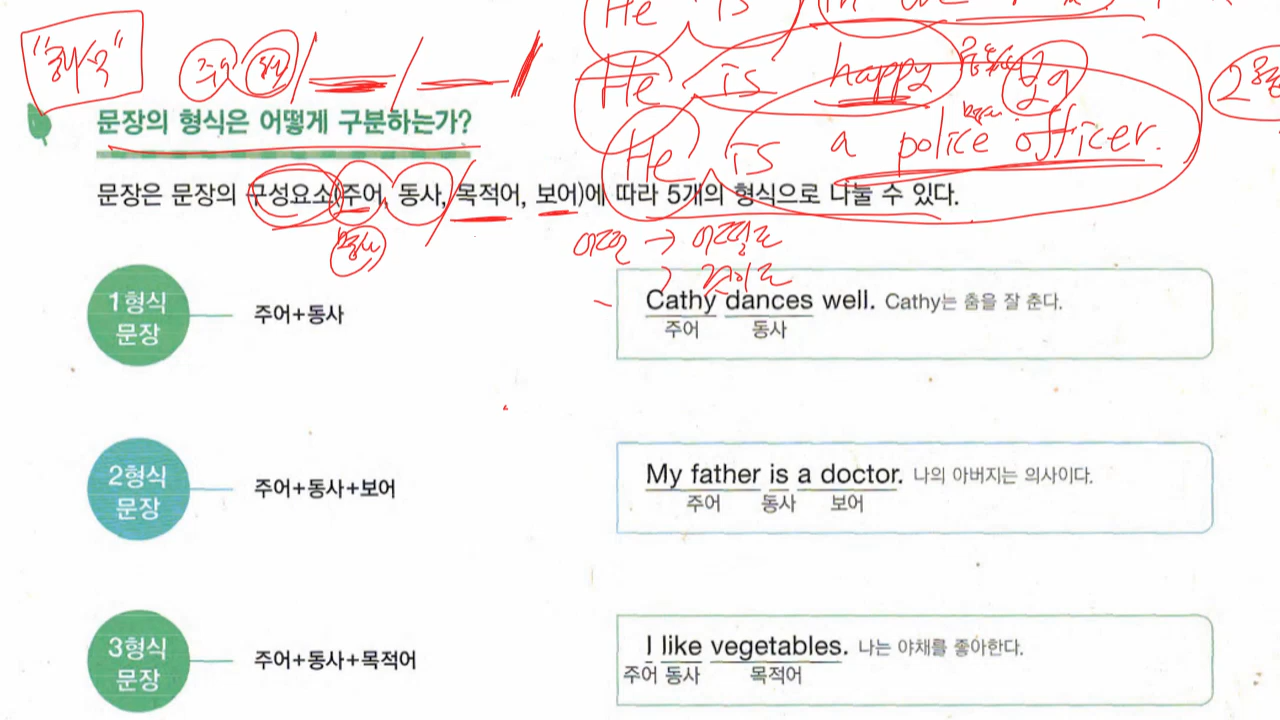 He is
"형식" 주어 동사 / /
He is happy 형용사
He is a police officer.
문장의 형식은 어떻게 구분하는가?
문장은 문장의 구성요소(주어, 동사, 목적어, 보어)에 따라 5개의 형식으로 나눌 수 있다.
1형식
문장
주어+동사
Cathy dances well. Cathy는 춤을 잘 춘다.
주어 동사
2형식
문장
주어+동사+보어
My father is a doctor. 나의 아버지는 의사이다.
주어 동사 보어
3형식
문장
주어+동사+목적어
I like vegetables. 나는 야채를 좋아한다.
주어 동사 목적어